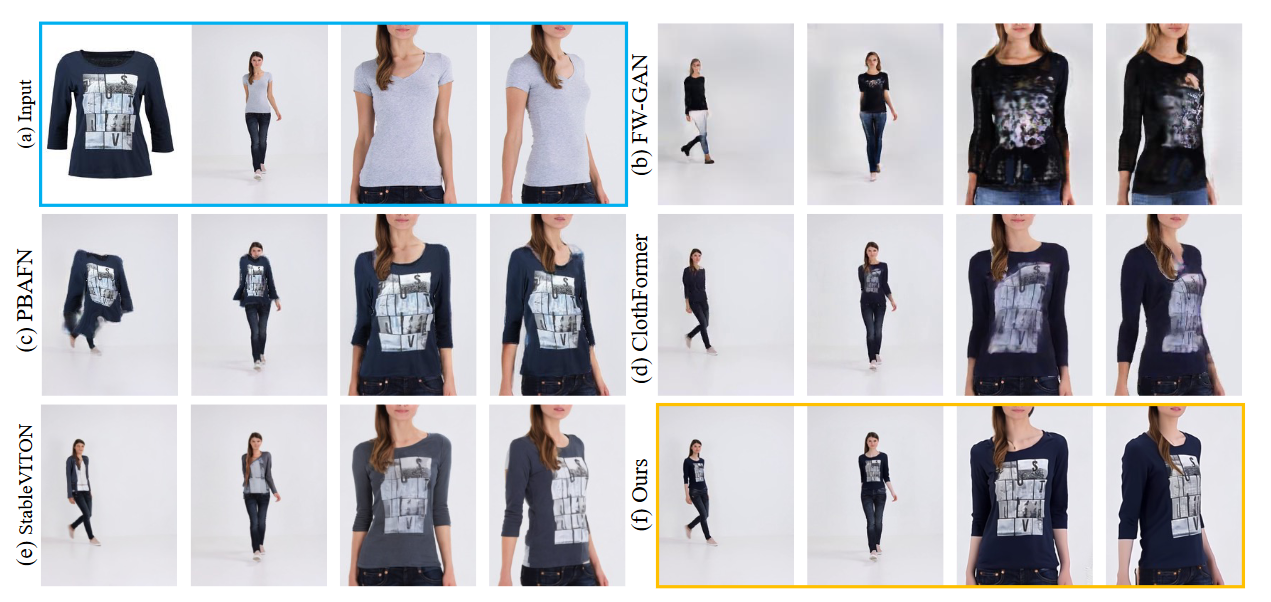 (a) Input
(b) FW-GAN
(c) PBAFN
(d) ClothFormer
(e) StableVITON
(f) Ours